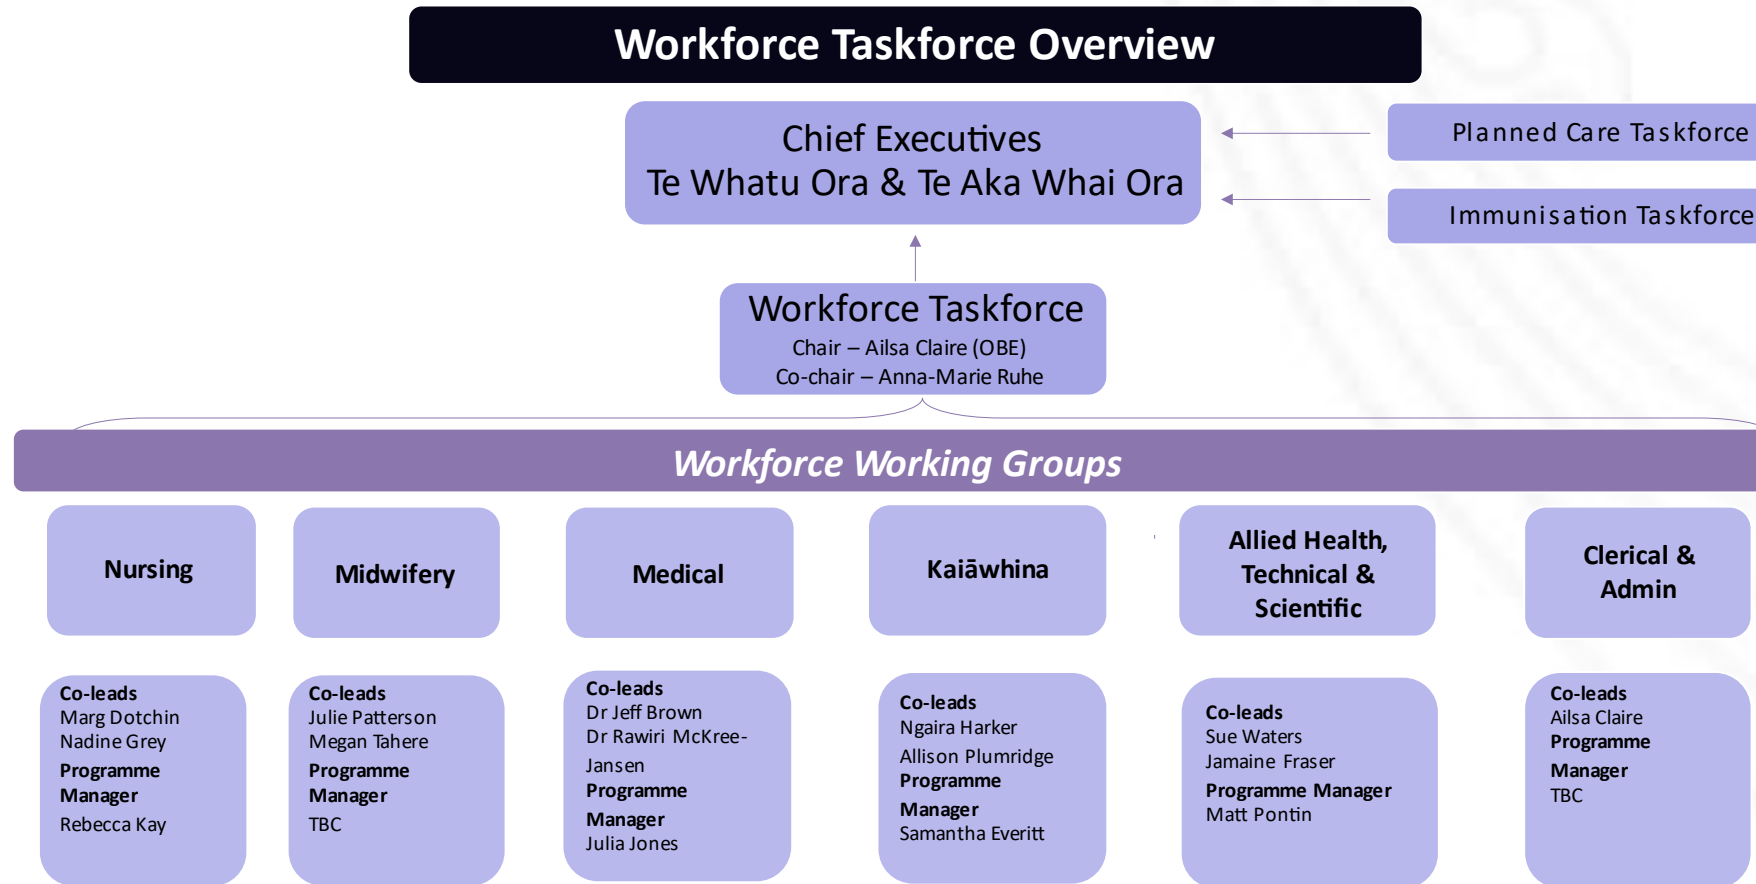 Workforce Taskforce Overview
Chief Executives
Te Whatu Ora & Te Aka Whai Ora
Planned Care Taskforce
Immunisation Taskforce
Workforce Taskforce
Chair – Ailsa Claire (OBE)
Co-chair – Anna-Marie Ruhe
Workforce Working Groups
Nursing
Midwifery
Medical
Kaiāwhina
Allied Health,
Technical &
Scientific
Clerical &
Admin
Co-leads
Marg Dotchin
Nadine Grey
Programme
Manager
Rebecca Kay
Co-leads
Julie Patterson
Megan Tahere
Programme
Manager
TBC
Co-leads
Dr Jeff Brown
Dr Rawiri McKree-
Jansen
Programme
Manager
Julia Jones
Co-leads
Ngaira Harker
Allison Plumridge
Programme
Manager
Samantha Everitt
Co-leads
Sue Waters
Jamaine Fraser
Programme Manager
Matt Pontin
Co-leads
Ailsa Claire
Programme
Manager
TBC